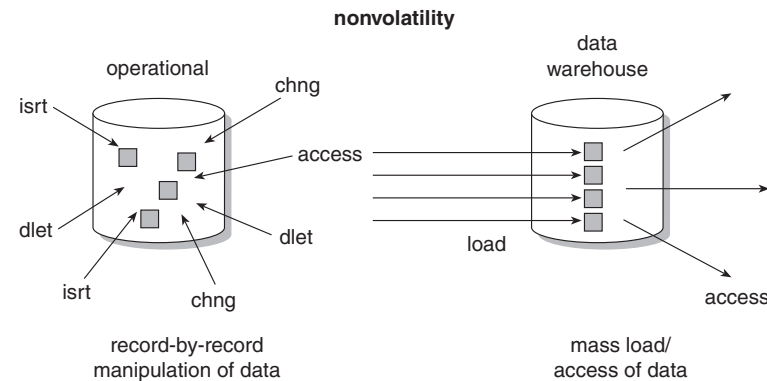 nonvolatility
operational
data
warehouse
isrt
chng
access
dlet
dlet
isrt
chng
load
access
record-by-record
manipulation of data
mass load/
access of data